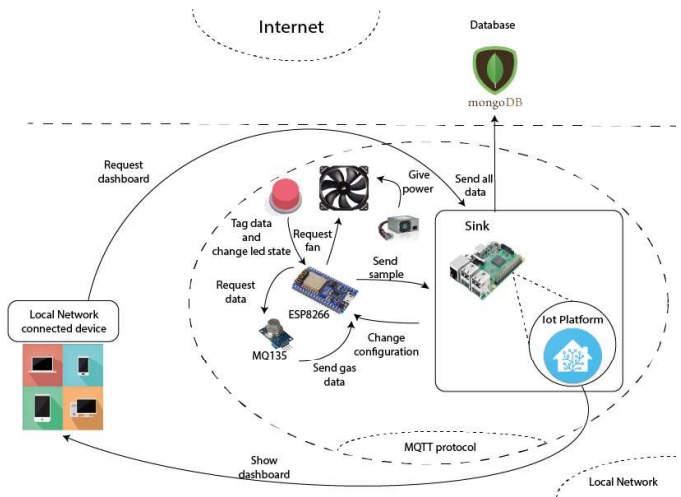 Internet
Database
mongoDB
Request
dashboard
Give
power
Send all
data
Sink
Tag data
and
change led state
Request
fan
Send
sample
Request
data
ESP8266
Local Network
connected device
Iot Platform
MQ135
Change
configuration
Send gas
data
MQTT protocol
Show
dashboard
Local Network